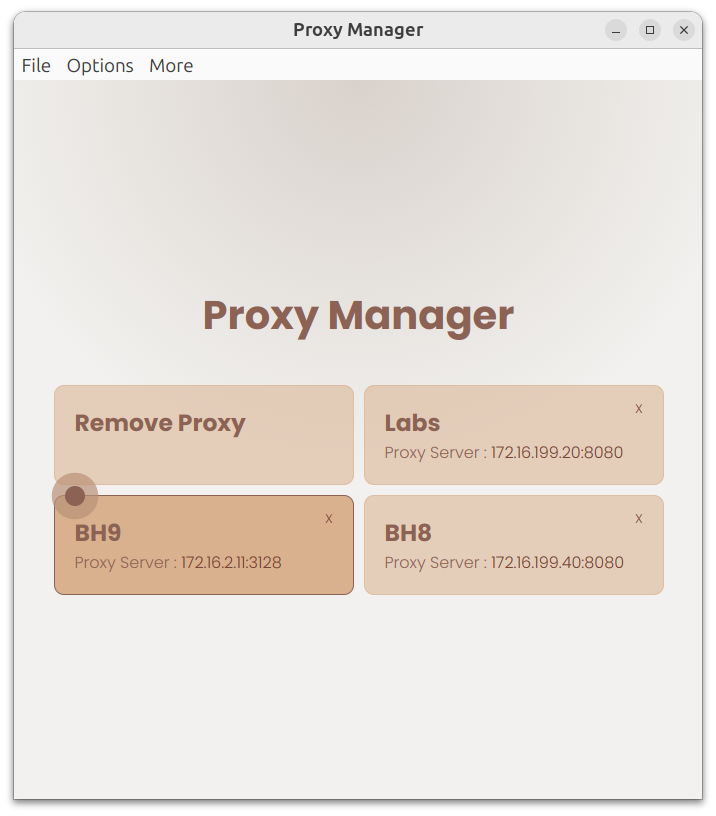 Proxy Manager
File Options More
Proxy Manager
Remove Proxy
X
Labs
Proxy Server : 172.16.199.20:8080
X
BH9
Proxy Server : 172.16.2.11:3128
X
BH8
Proxy Server : 172.16.199.40:8080